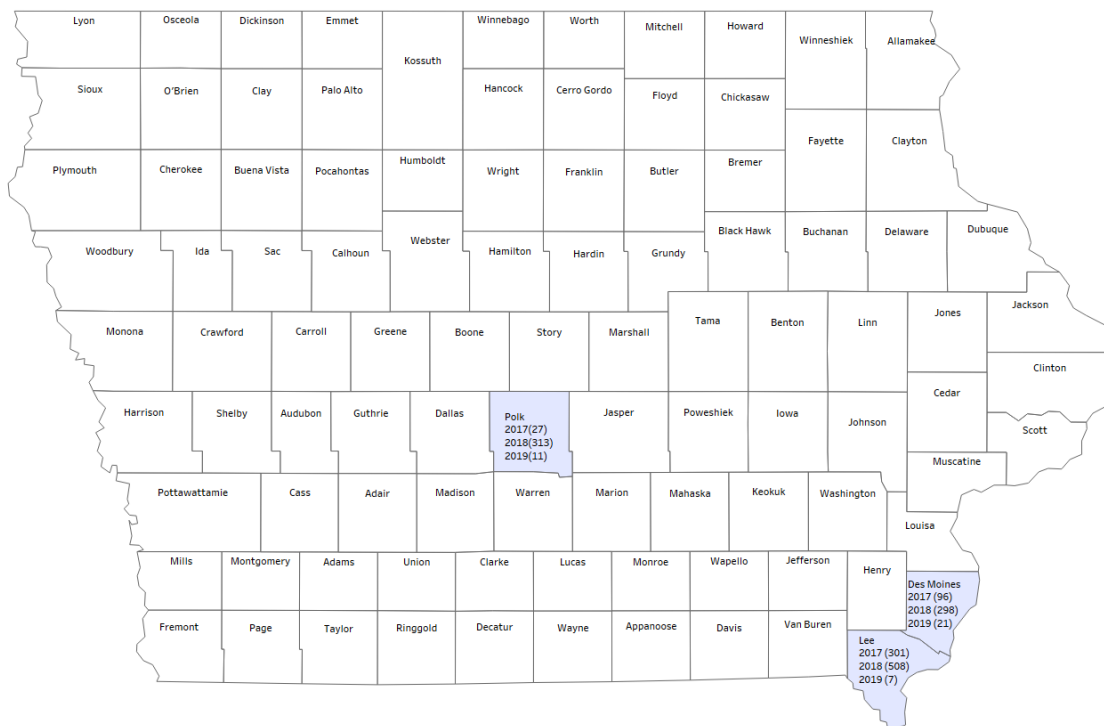 Lyon
Osceola
Dickinson
Emmet
Kossuth
Winnebago
Worth
Mitchell
Howard
Winneshiek
Allamakee
Sioux
O'Brien
Clay
Palo Alto
Hancock
Cerro Gordo
Floyd
Chickasaw
Fayette
Clayton
Plymouth
Cherokee
Buena Vista
Pocahontas
Humboldt
Wright
Franklin
Butler
Bremer
Woodbury
Ida
Sac
Calhoun
Webster
Hamilton
Hardin
Grundy
Black Hawk
Buchanan
Delaware
Dubuque
Monona
Crawford
Carroll
Greene
Boone
Story
Marshall
Tama
Benton
Linn
Jones
Jackson
Clinton
Harrison
Shelby
Audubon
Guthrie
Dallas
Polk
2017(27)
2018(313)
2019(11)
Jasper
Poweshiek
Iowa
Johnson
Cedar
Scott
Muscatine
Pottawattamie
Cass
Adair
Madison
Warren
Marion
Mahaska
Keokuk
Washington
Louisa
Mills
Montgomery
Adams
Union
Clarke
Lucas
Monroe
Wapello
Jefferson
Henry
Des Moines
2017 (96)
2018 (298)
2019 (21)
Fremont
Page
Taylor
Ringgold
Decatur
Wayne
Appanoose
Davis
Van Buren
Lee
2017 (301)
2018 (508)
2019 (7)